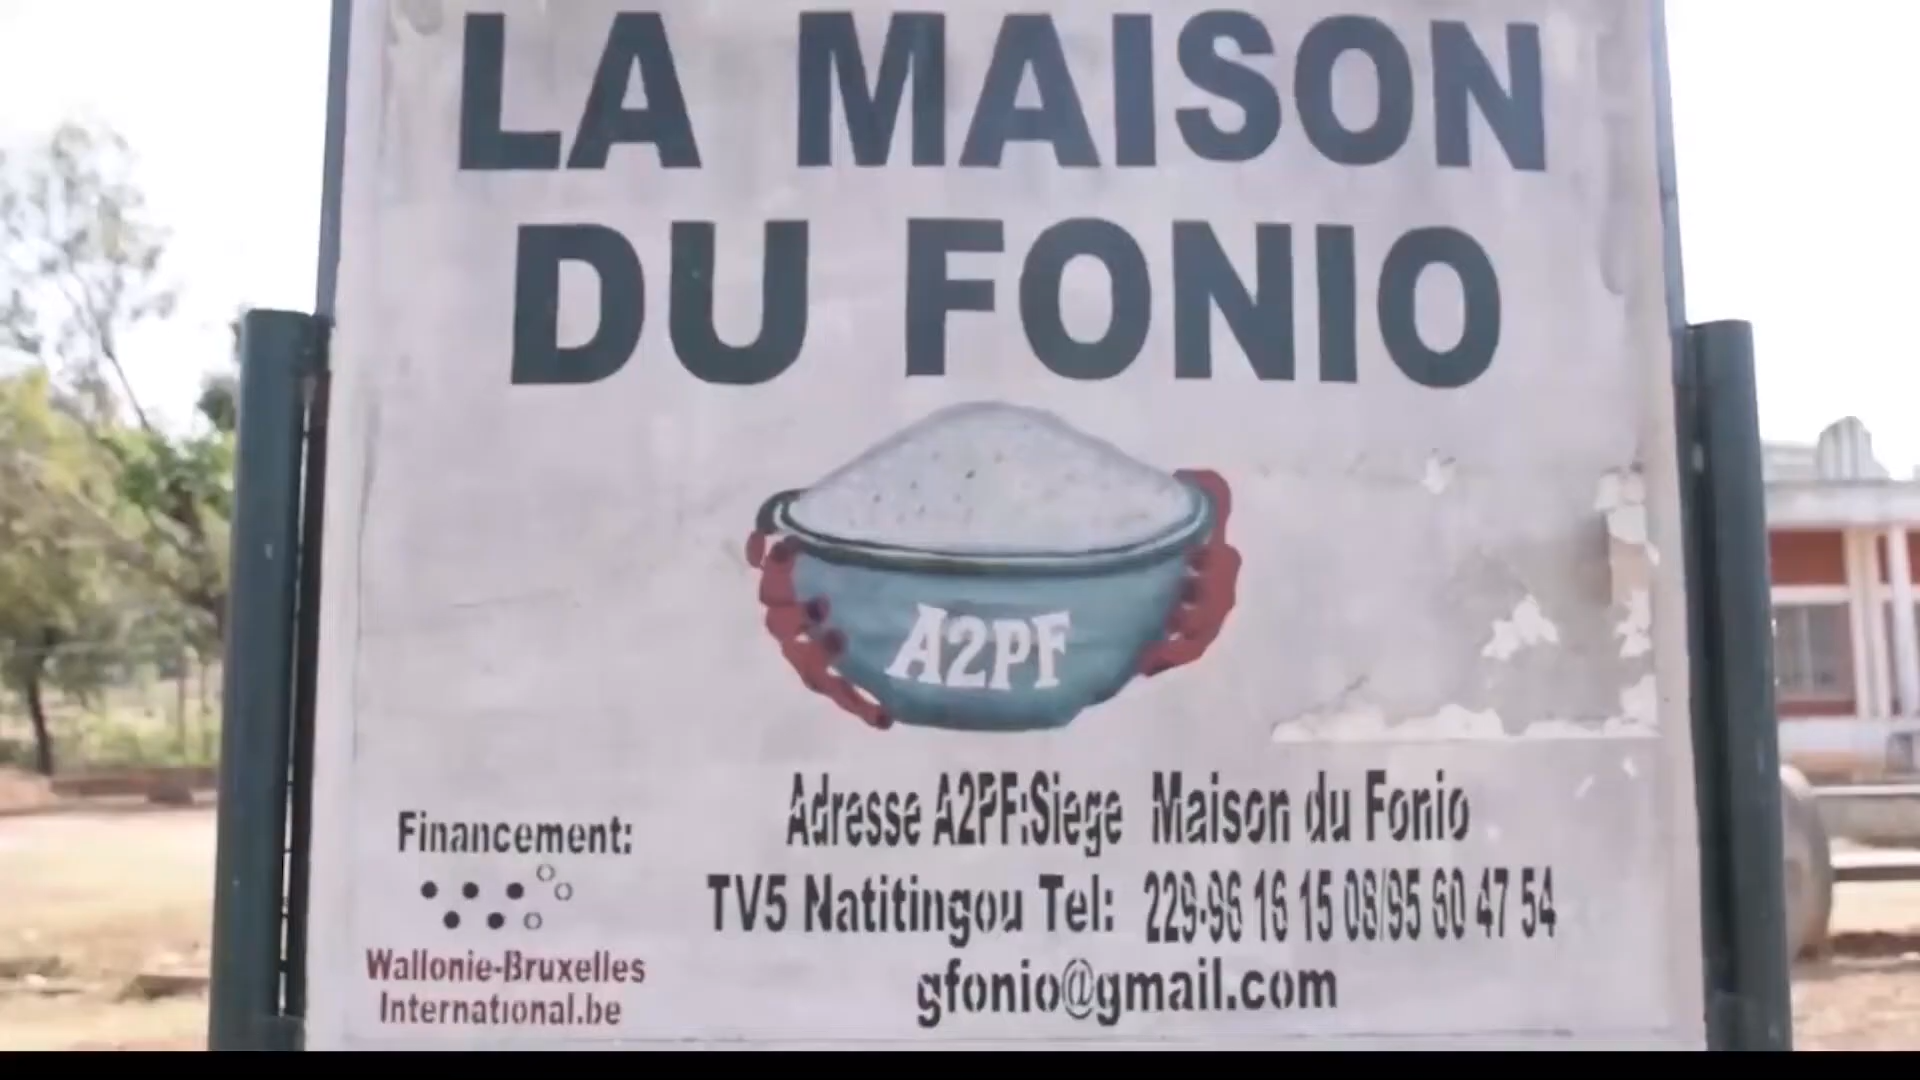 LA MAISON
DU FONIO
A2PF
Adresse A2PF:Siege Maison du Fonio
TV5 Natitingou Tel: 229-96 16 15 08/95 60 47 54
gfonio@gmail.com
Financement:
Wallonie-Bruxelles
International.be